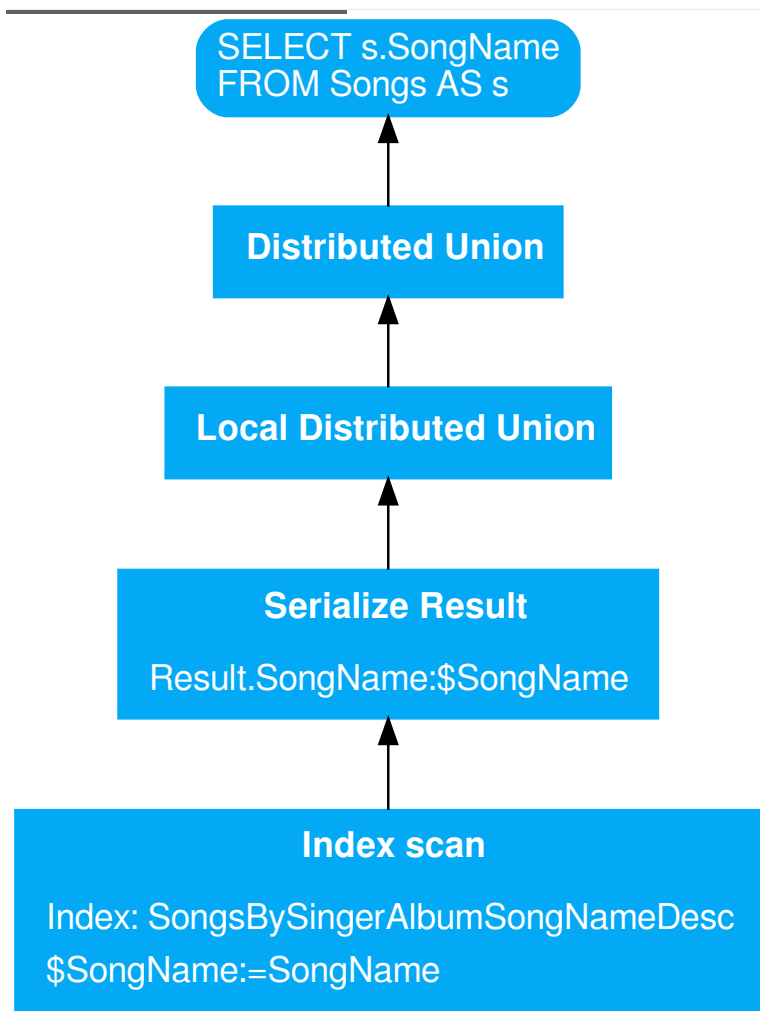 SELECT s.SongName
FROM Songs AS s
Distributed Union
Local Distributed Union
Serialize Result
Result.SongName:$SongName
Index scan
Index: SongsBySingerAlbumSongNameDesc
$SongName:=SongName